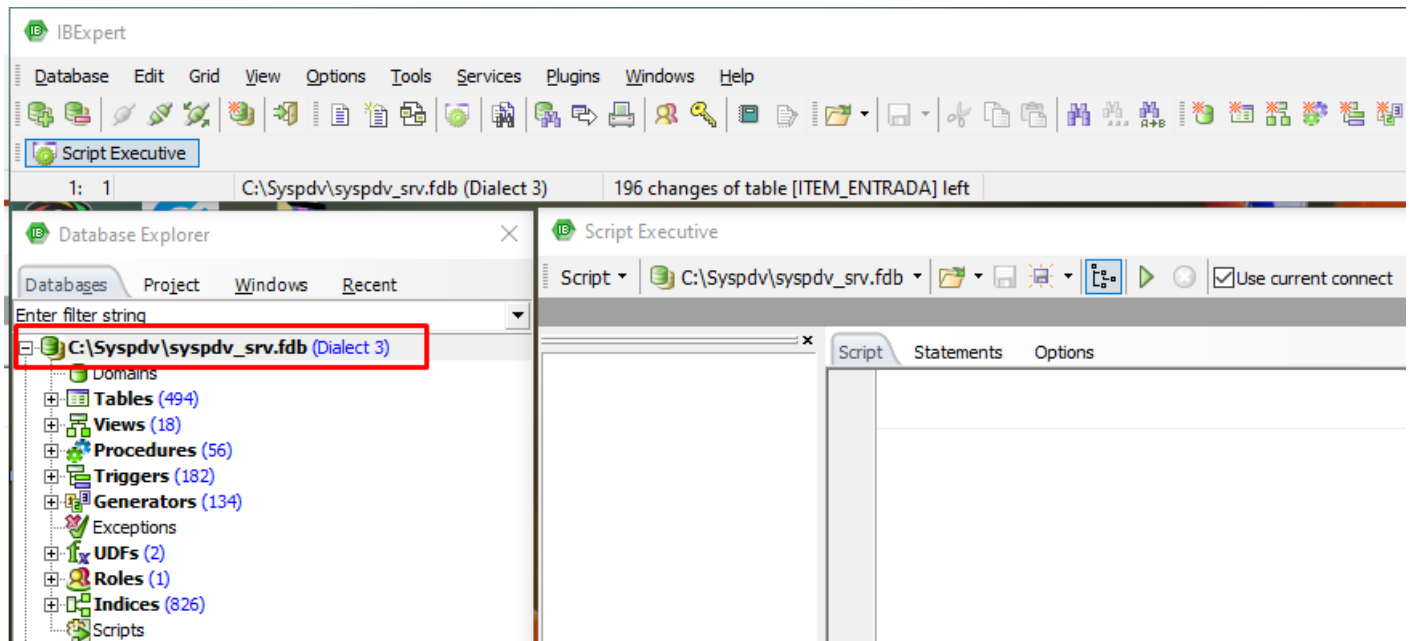 IBExpert
Database Edit Grid View Options Tools Services Plugins Windows Help
Script Executive
1: 1 C:\Syspdv\syspdv_srv.fdb (Dialect 3) 196 changes of table [ITEM_ENTRADA] left
Database Explorer
Databases Project Windows Recent
Enter filter string
C:\Syspdv\syspdv_srv.fdb (Dialect 3)
Domains
Tables (494)
Views (18)
Procedures (56)
Triggers (182)
Generators (134)
Exceptions
UDFs (2)
Roles (1)
Indices (826)
Scripts
Script Executive
Script C:\Syspdv\syspdv_srv.fdb Use current connect
Script Statements Options